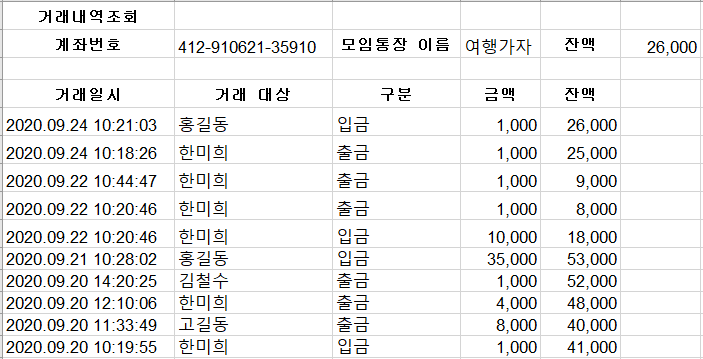 거래내역조회
계좌번호 412-910621-35910 모임통장 이름 여행가자 잔액 26,000
거래일시 거래 대상 구분 금액 잔액
2020.09.24 10:21:03 홍길동 입금 1,000 26,000
2020.09.24 10:18:26 한미희 출금 1,000 25,000
2020.09.22 10:44:47 한미희 출금 1,000 9,000
2020.09.22 10:20:46 한미희 출금 1,000 8,000
2020.09.22 10:20:46 한미희 입금 10,000 18,000
2020.09.21 10:28:02 홍길동 입금 35,000 53,000
2020.09.20 14:20:25 김철수 출금 1,000 52,000
2020.09.20 12:10:06 한미희 출금 4,000 48,000
2020.09.20 11:33:49 고길동 출금 8,000 40,000
2020.09.20 10:19:55 한미희 입금 1,000 41,000